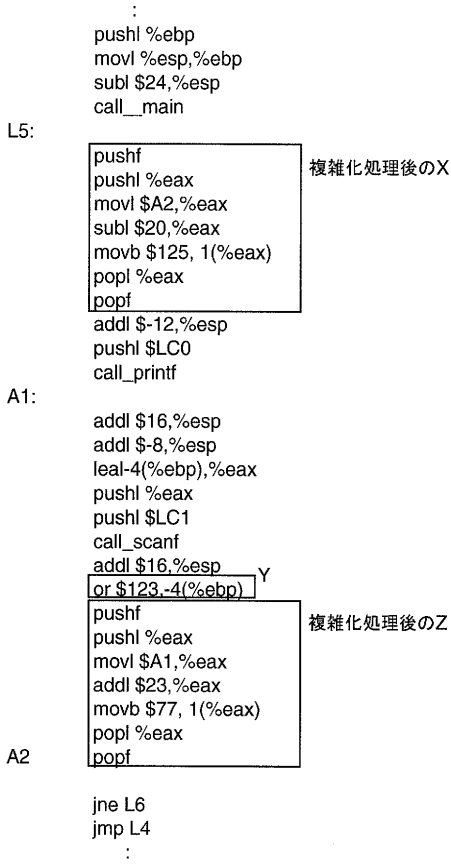 :
pushl %ebp
movl %esp,%ebp
subl $24,%esp
call__main
L5:
pushf
複雑化処理後のX
pushl %eax
movl $A2,%eax
subl $20,%eax
movb $125, 1(%eax)
popl %eax
popf
addl $-12,%esp
pushl $LC0
call_printf
A1:
addl $16,%esp
addl $-8,%esp
leal-4(%ebp),%eax
pushl %eax
pushl $LC1
call_scanf
addl $16,%esp
Y
or $123,-4(%ebp)
pushf
複雑化処理後のZ
pushl %eax
movl $A1,%eax
addl $23,%eax
movb $77, 1(%eax)
popl %eax
A2 popf
jne L6
jmp L4
: